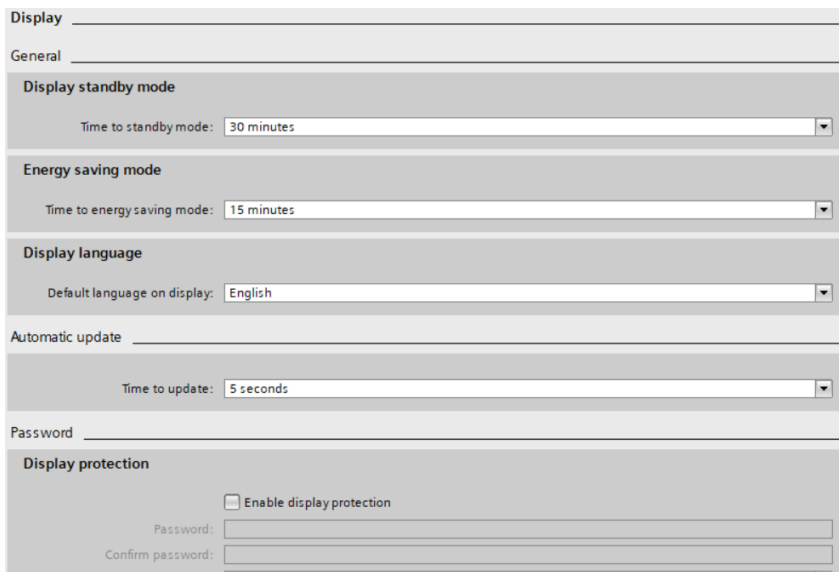 Display
General
Display standby mode
Time to standby mode: 30 minutes
Energy saving mode
Time to energy saving mode: 15 minutes
Display language
Default language on display: English
Automatic update
Time to update: 5 seconds
Password
Display protection
Enable display protection
Password:
Confirm password: